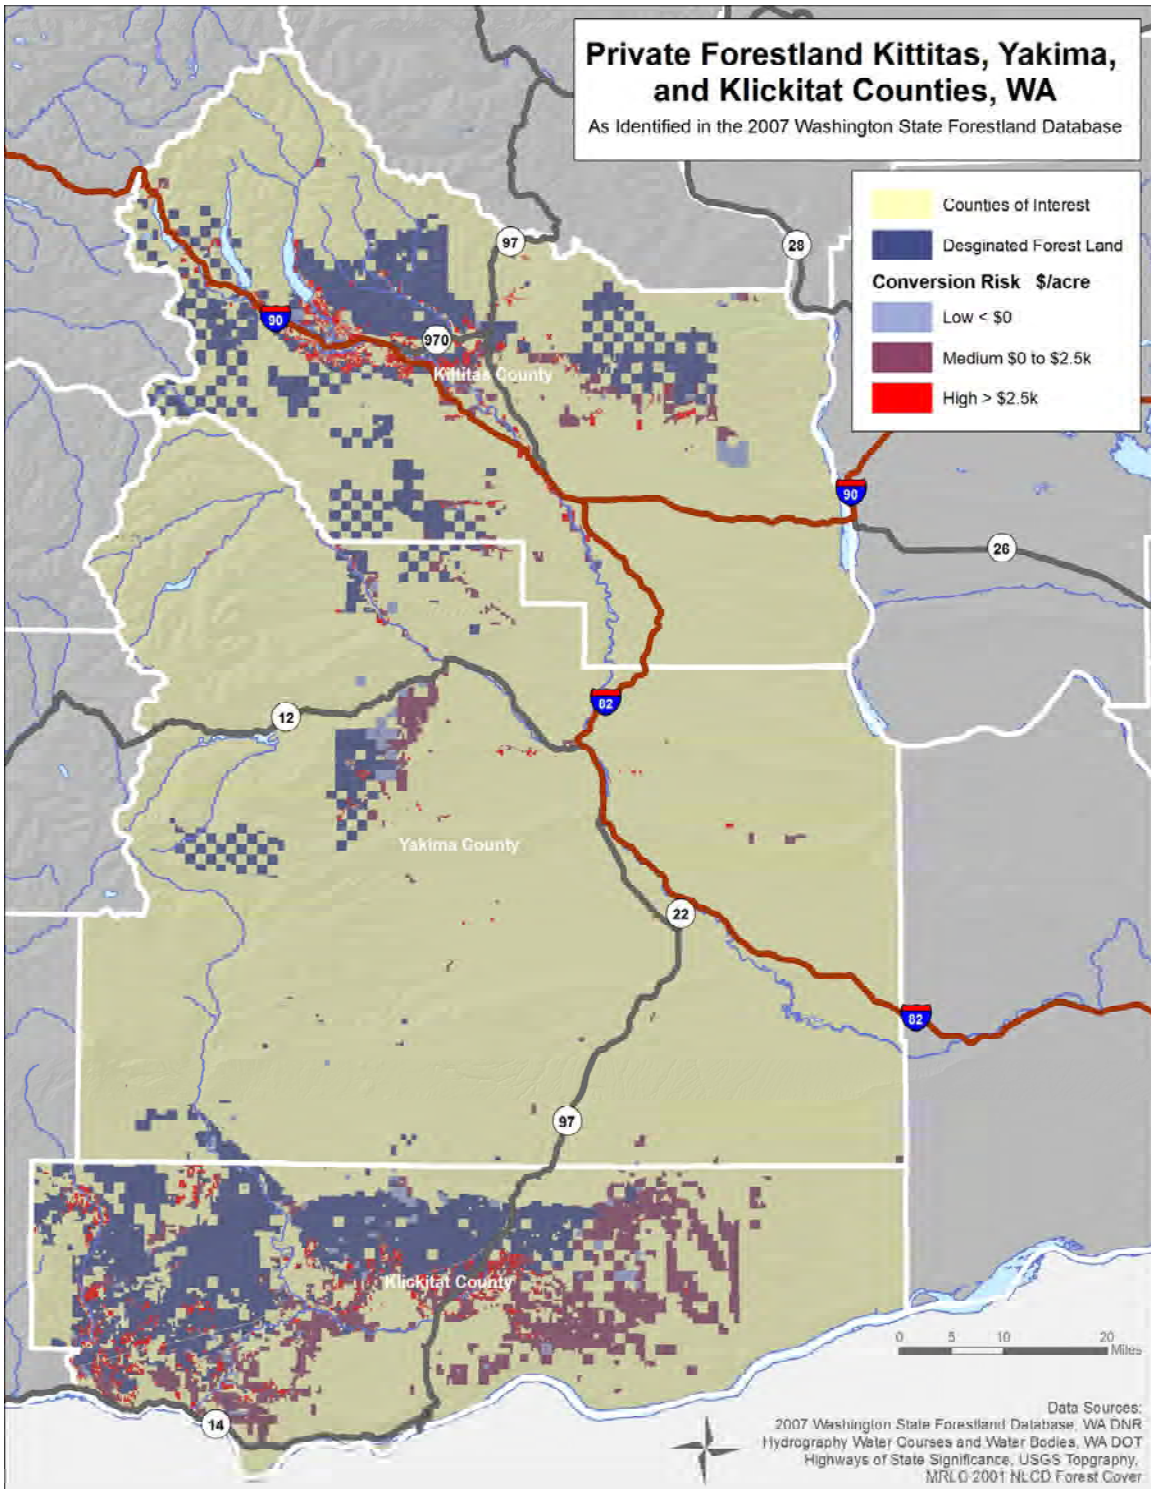 Private Forestland Kittitas, Yakima,
and Klickitat Counties, WA
As Identified in the 2007 Washington State Forestland Database
Counties of Interest
Desginated Forest Land
Conversion Risk $/acre
Low < $0
Medium $0 to $2.5k
High > $2.5k
97
28
90
970
Kittitas County
90
26
12
82
Yakima County
22
82
97
Klickitat County
14
0 5 10 20
Miles
Data Sources:
2007 Washington State Forestland Database, WA DNR
Hydrography Water Courses and Water Bodies, WA DOT
Highways of State Significance, USGS Topgraphy,
MRLC 2001 NLCD Forest Cover